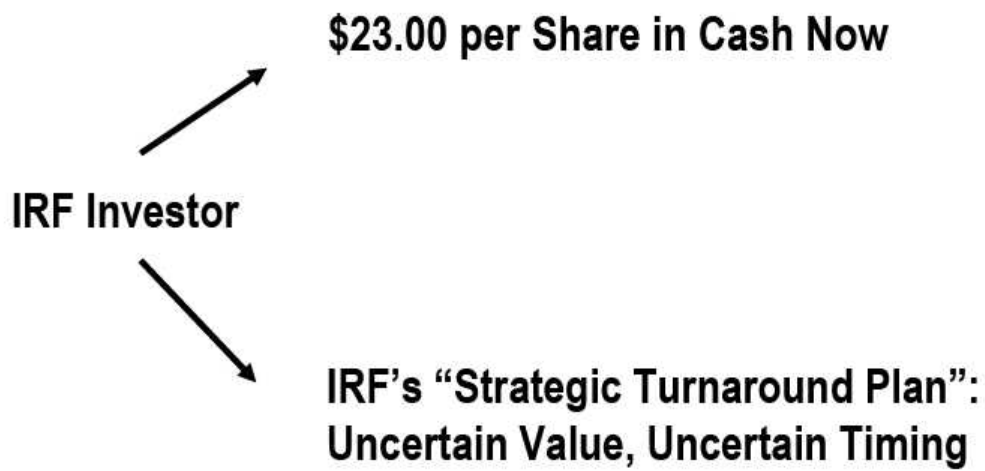 $23.00 per Share in Cash Now
IRF Investor
IRF’s “Strategic Turnaround Plan”:
Uncertain Value, Uncertain Timing